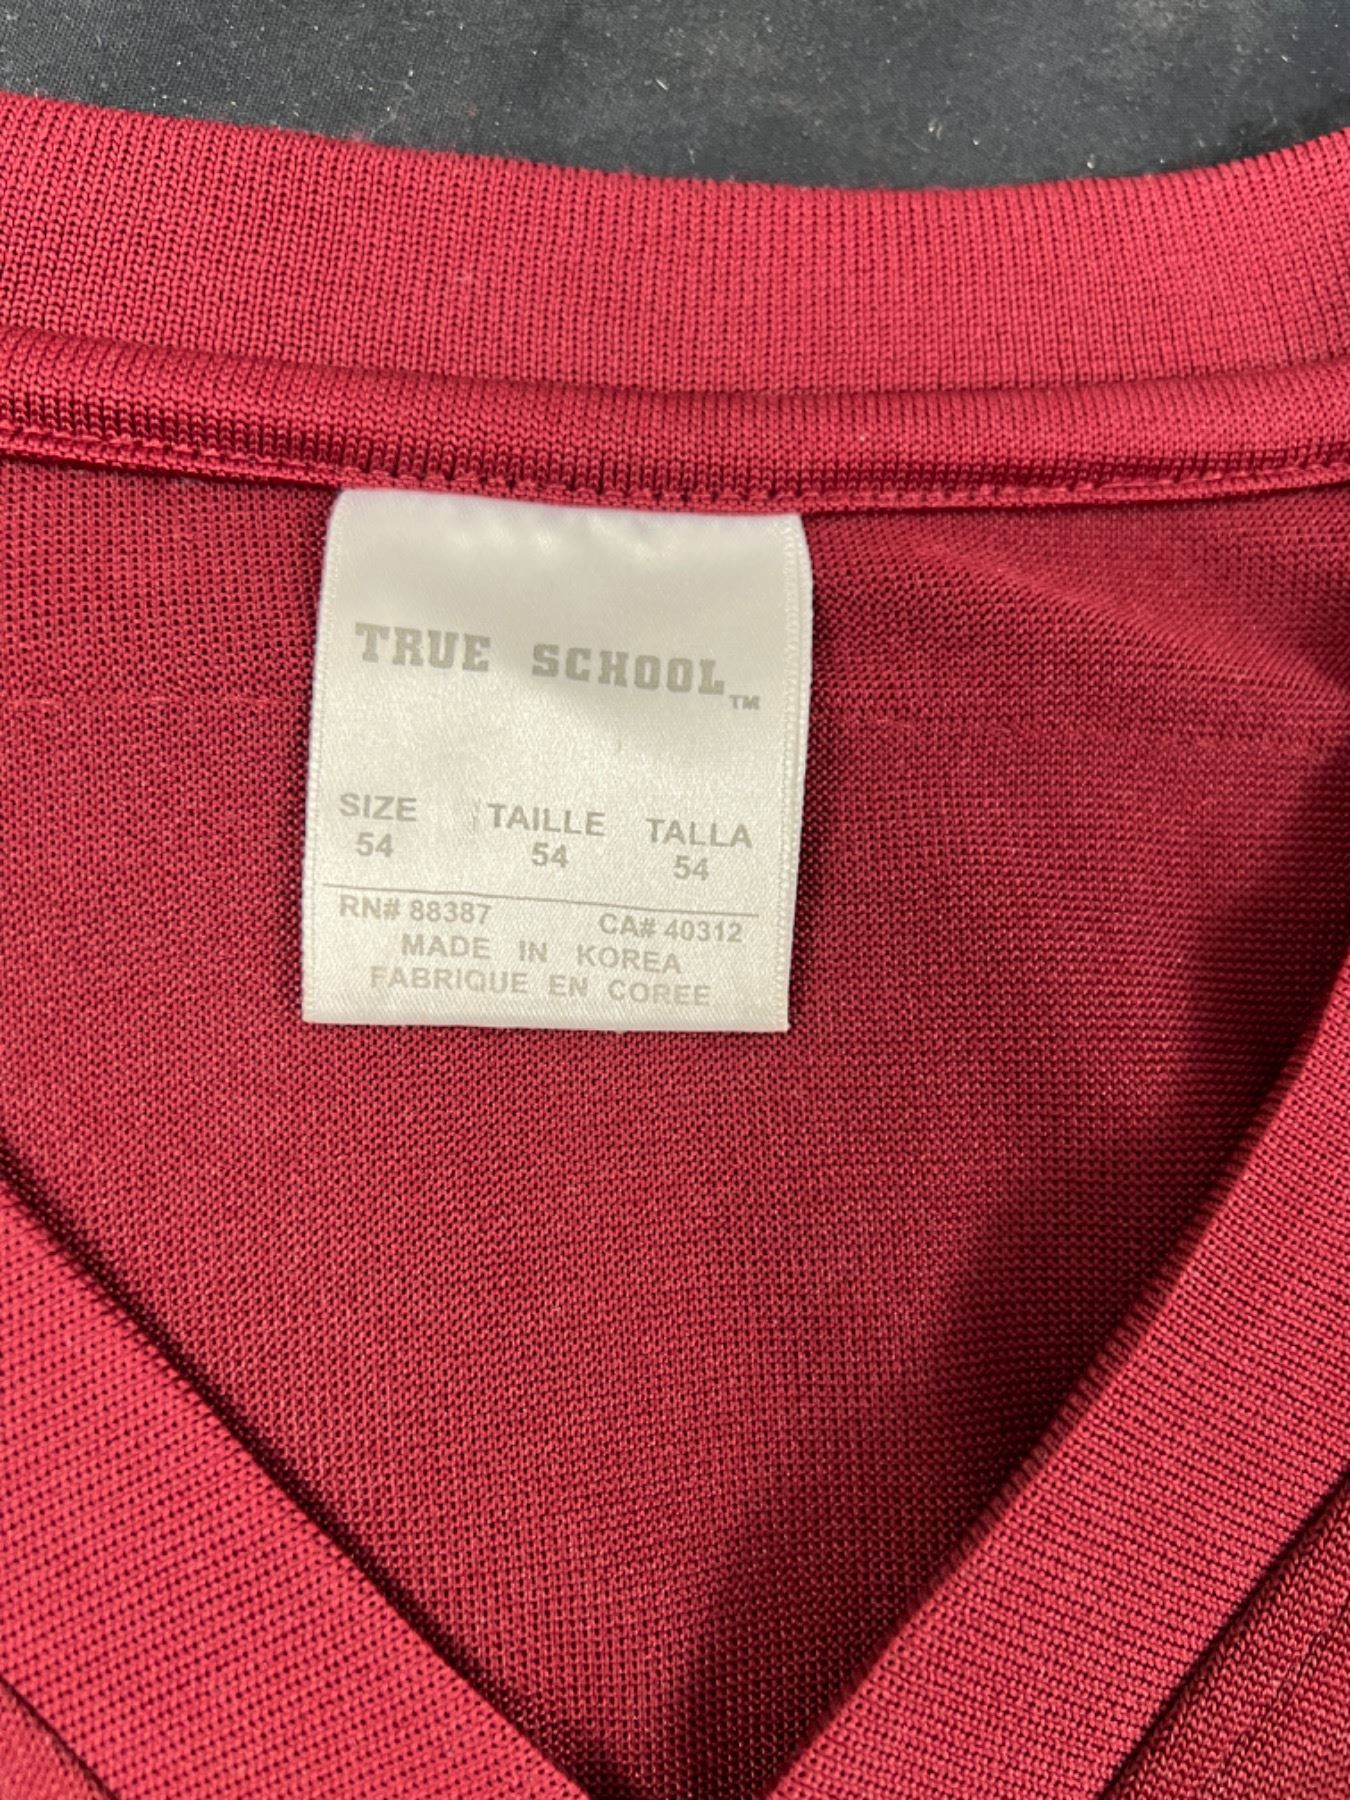 TRUE SCHOOL™
SIZE TAILLE TALLA
54 54 54
RN# 88387 CA# 40312
MADE IN KOREA
FABRIQUE EN COREE